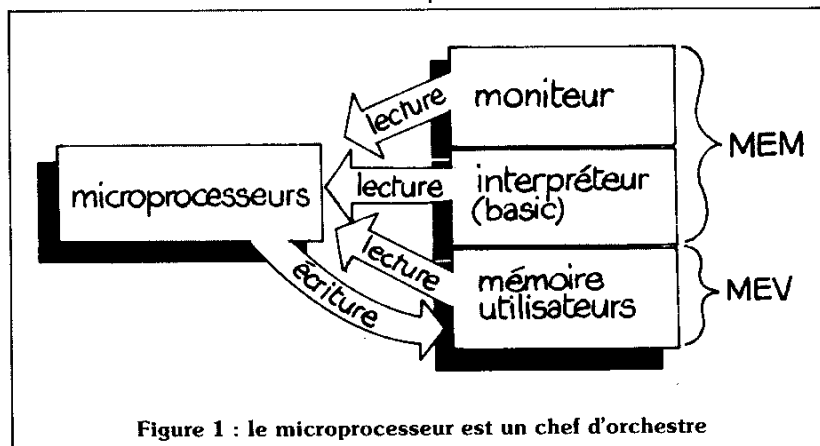 lecture
moniteur
MEM
microprocesseurs
lecture
interpréteur
(basic)
lecture
écriture
mémoire
utilisateurs
MEV
Figure 1 : le microprocesseur est un chef d'orchestre